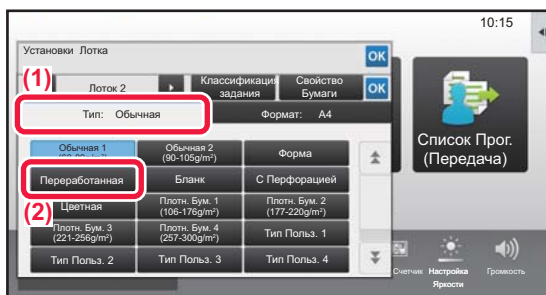 10:15
Установки Лотка
OK
(1)
Лоток 2
Классификация
задания
Свойство
Бумаги
OK
Тип: Обычная
Формат: A4
Обычная 1
Обычная 2
(90-105g/m²)
Форма
Переработанная
Бланк
С Перфорацией
(2)
Цветная
Плотн. Бум. 1
(106-176g/m²)
Плотн. Бум. 2
(177-220g/m²)
Плотн. Бум. 3
(221-256g/m²)
Плотн. Бум. 4
(257-300g/m²)
Тип Польз. 1
Тип Польз. 2
Тип Польз. 3
Тип Польз. 4
Список Прог.
(Передача)
Счетчик
Настройка
Яркости
Громкость